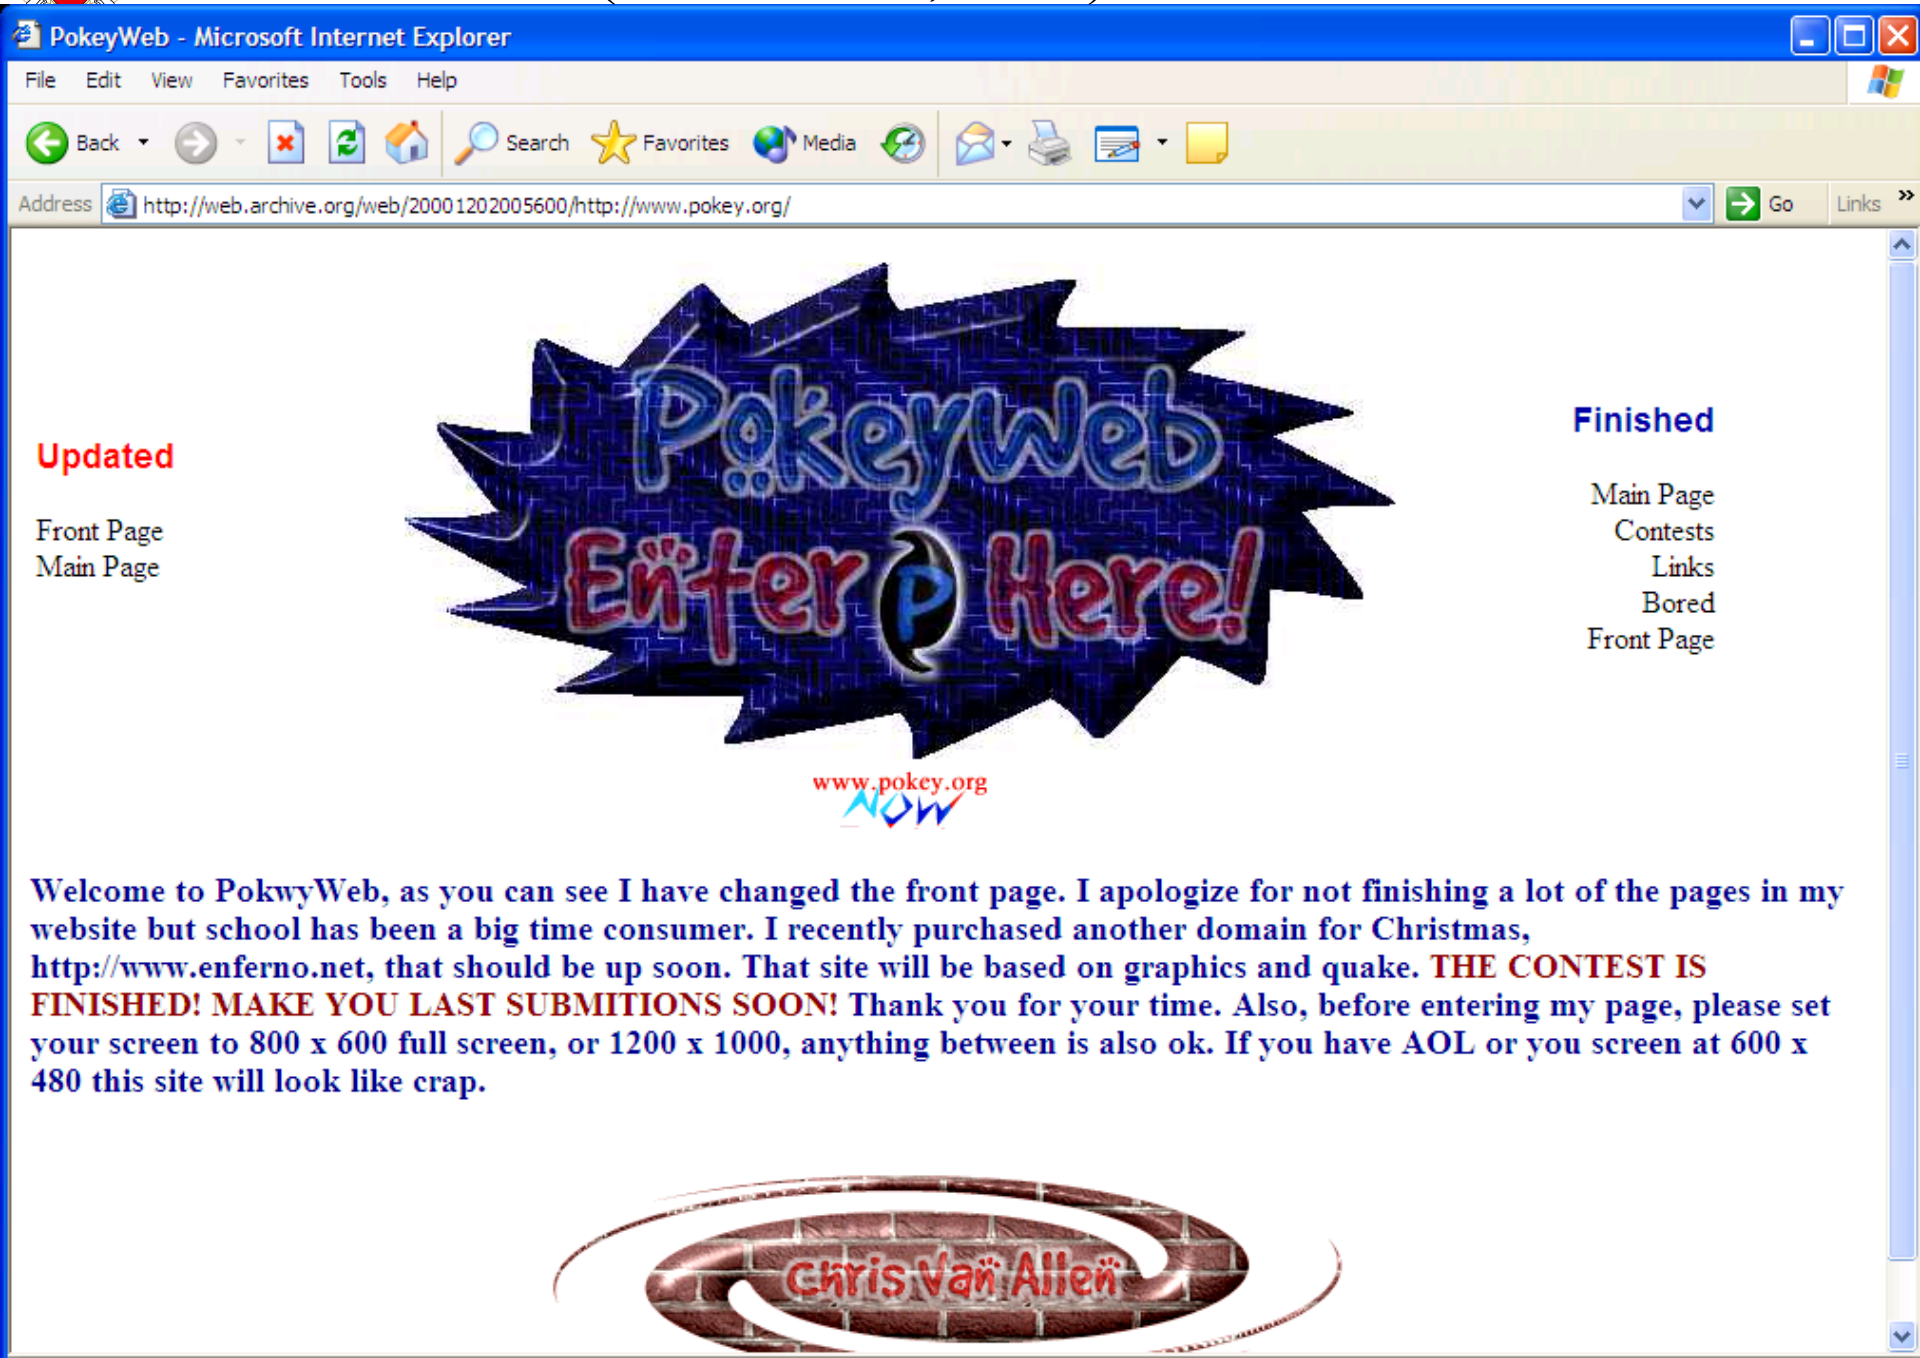 PokeyWeb - Microsoft Internet Explorer
File Edit View Favorites Tools Help
Back Search Favorites Media
Address http://web.archive.org/web/20001202005600/http://www.pokey.org/ Go Links »
PokeyWeb
Enter P Here!
Updated
Front Page
Main Page
Finished
Main Page
Contests
Links
Bored
Front Page
www.pokey.org
NOW
Welcome to PokwyWeb, as you can see I have changed the front page. I apologize for not finishing a lot of the pages in my
website but school has been a big time consumer. I recently purchased another domain for Christmas,
http://www.enferno.net, that should be up soon. That site will be based on graphics and quake. THE CONTEST IS
FINISHED! MAKE YOU LAST SUBMITIONS SOON! Thank you for your time. Also, before entering my page, please set
your screen to 800 x 600 full screen, or 1200 x 1000, anything between is also ok. If you have AOL or you screen at 600 x
480 this site will look like crap.
Chris Van Allen